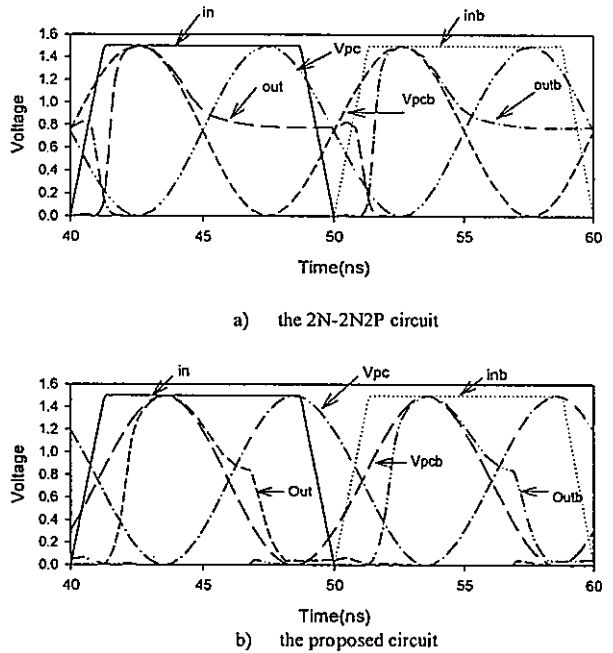 in
inb
1.6
1.4
1.2
1.0
0.8
0.6
0.4
0.2
0.0
Voltage
Vpc
out
Vpcb
outb
40 45 50 55 60
Time(ns)
a) the 2N-2N2P circuit
in
Vpc
inb
1.6
1.4
1.2
1.0
0.8
0.6
0.4
0.2
0.0
Voltage
Vpcb
Out
Outb
40 45 50 55 60
Time(ns)
b) the proposed circuit